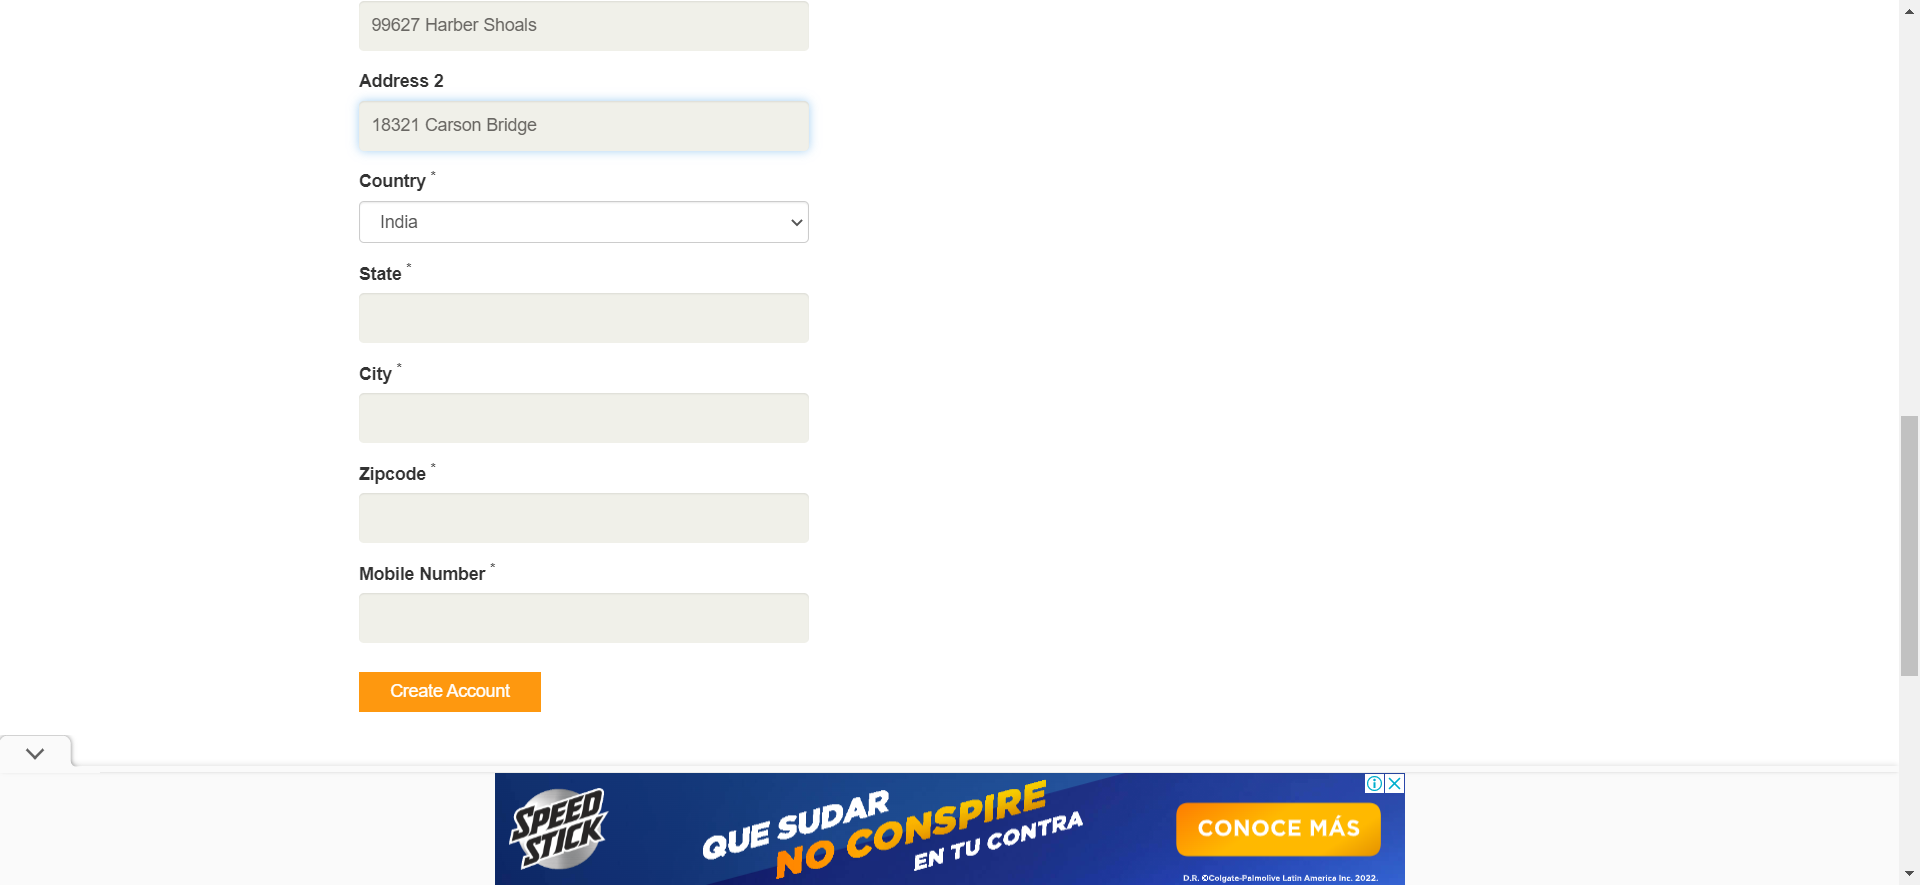 99627 Harber Shoals
Address 2
18321 Carson Bridge
Country *
India
State *
City *
Zipcode *
Mobile Number *
Create Account
SPEED
STICK
QUE SUDAR
NO CONSPIRE
EN TU CONTRA
CONOCE MÁS
D.R. ©Colgate-Palmolive Latin America Inc. 2022.